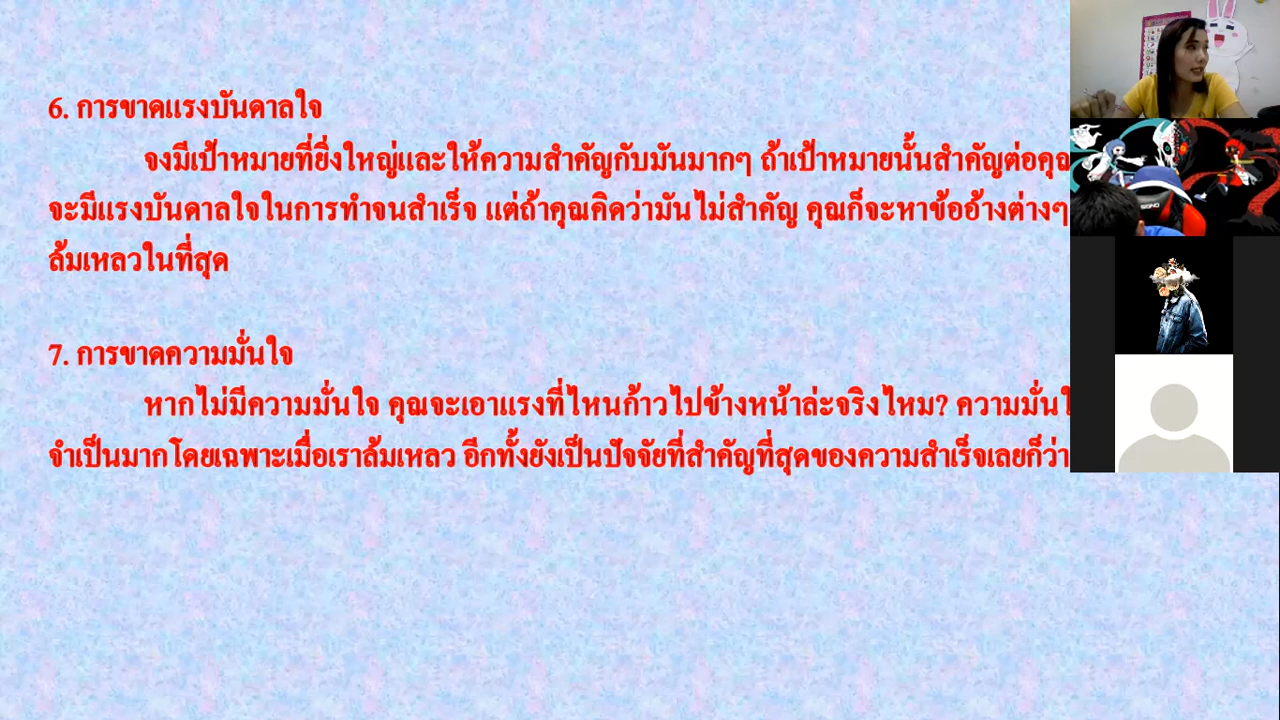 6. การขาดแรงบันดาลใจ
จงมีเป้าหมายที่ยิ่งใหญ่และให้ความสำคัญกับมันมากๆ ถ้าเป้าหมายนั้นสำคัญต่อคุณ
จะมีแรงบันดาลใจในการทำจนสำเร็จ แต่ถ้าคุณคิดว่ามันไม่สำคัญ คุณก็จะหาข้ออ้างต่างๆ
ล้มเหลวในที่สุด
7. การขาดความมั่นใจ
หากไม่มีความมั่นใจ คุณจะเอาแรงที่ไหนก้าวไปข้างหน้าล่ะจริงไหม? ความมั่นใ
จำเป็นมากโดยเฉพาะเมื่อเราล้มเหลว อีกทั้งยังเป็นปัจจัยที่สำคัญที่สุดของความสำเร็จเลยก็ว่า